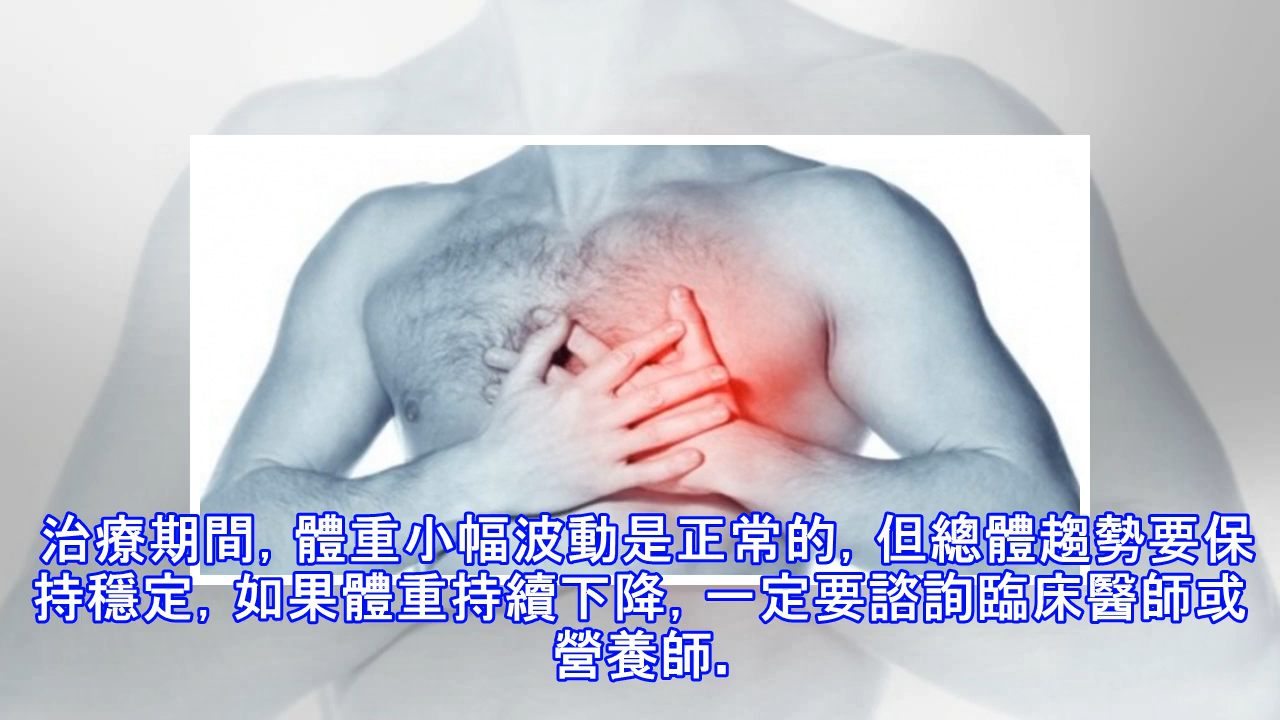 治療期間, 體重小幅波動是正常的, 但總體趨勢要保
持穩定, 如果體重持續下降, 一定要諮詢臨床醫師或
營養師.